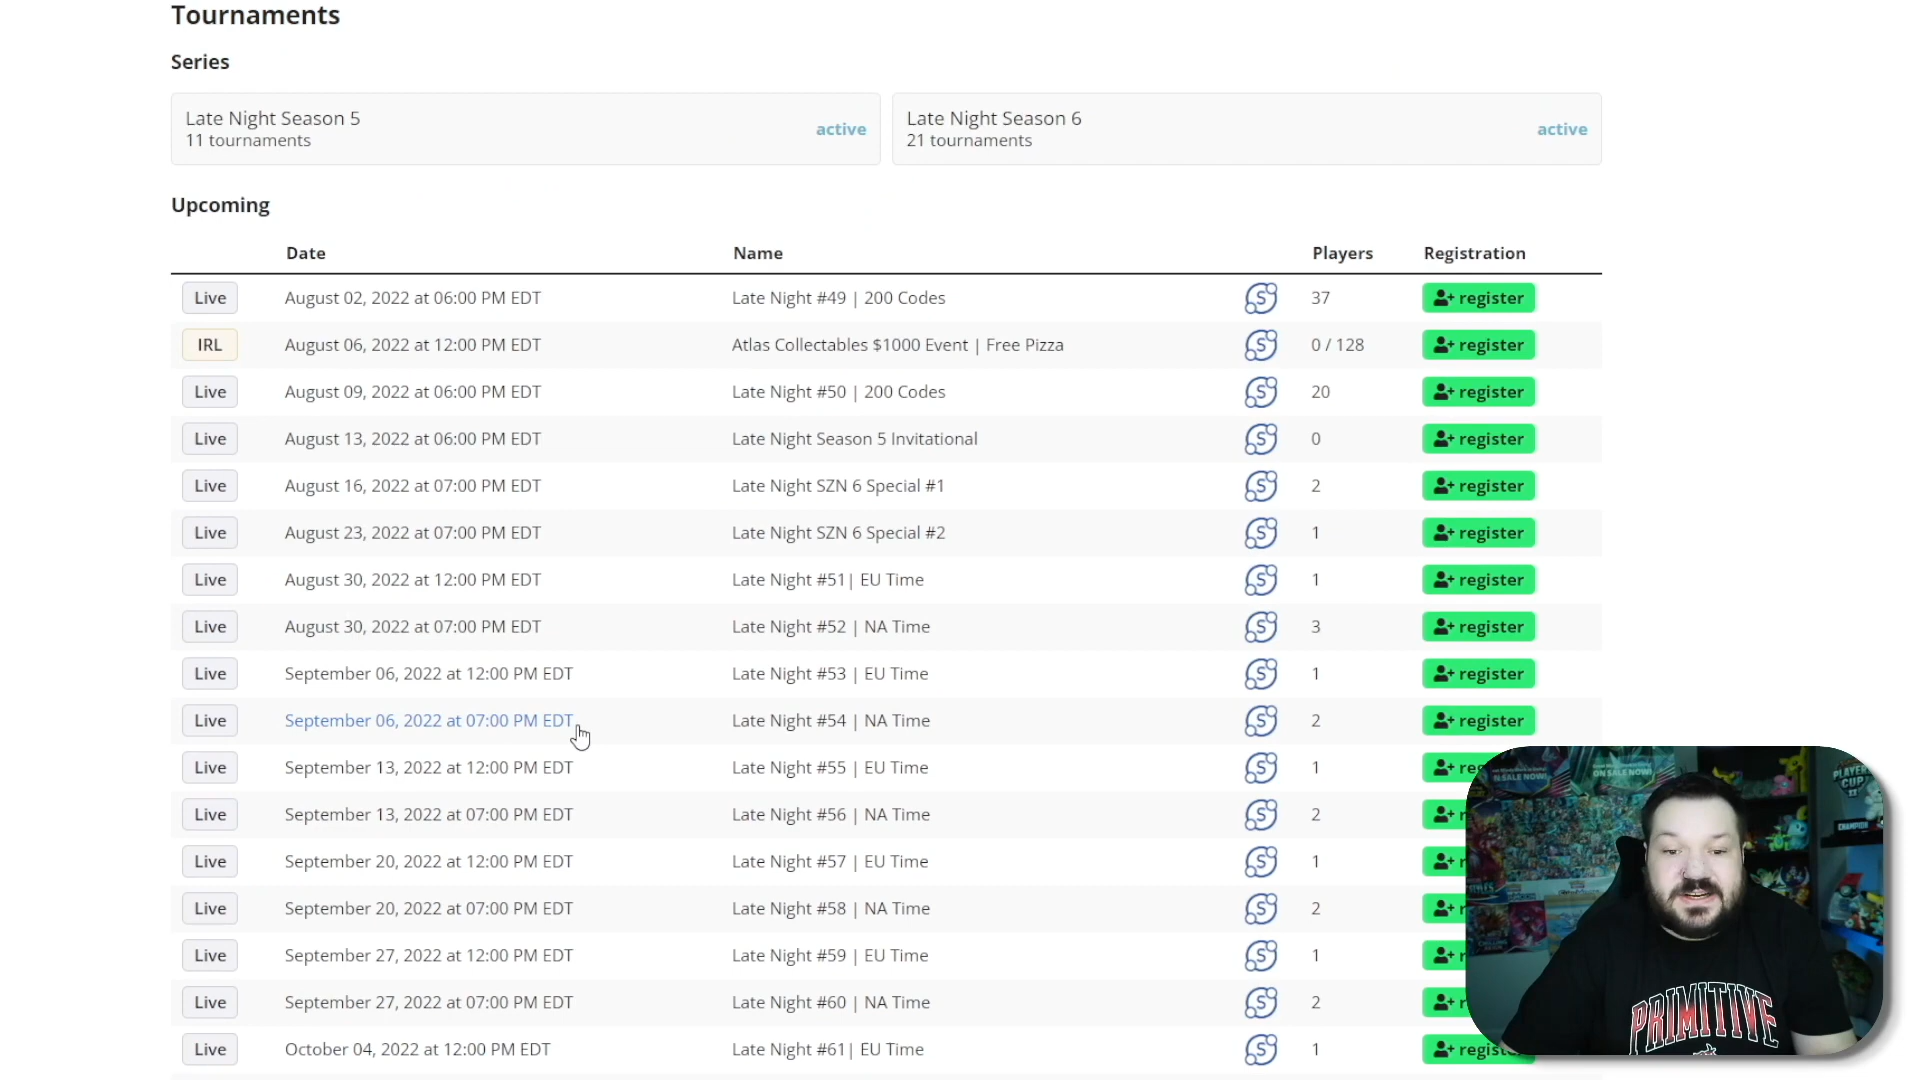 Tournaments
Series
Late Night Season 5
11 tournaments
active
Late Night Season 6
21 tournaments
active
Upcoming
Date Name Players Registration
Live August 02, 2022 at 06:00 PM EDT Late Night #49 | 200 Codes 37 register
IRL August 06, 2022 at 12:00 PM EDT Atlas Collectables $1000 Event | Free Pizza 0 / 128 register
Live August 09, 2022 at 06:00 PM EDT Late Night #50 | 200 Codes 20 register
Live August 13, 2022 at 06:00 PM EDT Late Night Season 5 Invitational 0 register
Live August 16, 2022 at 07:00 PM EDT Late Night SZN 6 Special #1 2 register
Live August 23, 2022 at 07:00 PM EDT Late Night SZN 6 Special #2 1 register
Live August 30, 2022 at 12:00 PM EDT Late Night #51| EU Time 1 register
Live August 30, 2022 at 07:00 PM EDT Late Night #52 | NA Time 3 register
Live September 06, 2022 at 12:00 PM EDT Late Night #53 | EU Time 1 register
Live September 06, 2022 at 07:00 PM EDT Late Night #54 | NA Time 2 register
Live September 13, 2022 at 12:00 PM EDT Late Night #55 | EU Time 1
Live September 13, 2022 at 07:00 PM EDT Late Night #56 | NA Time 2
Live September 20, 2022 at 12:00 PM EDT Late Night #57 | EU Time 1
Live September 20, 2022 at 07:00 PM EDT Late Night #58 | NA Time 2
Live September 27, 2022 at 12:00 PM EDT Late Night #59 | EU Time 1
Live September 27, 2022 at 07:00 PM EDT Late Night #60 | NA Time 2
Live October 04, 2022 at 12:00 PM EDT Late Night #61| EU Time 1
ON SALE NOW!
PLAYERS
CUP
II
CHAMPION
PRIMITIVE